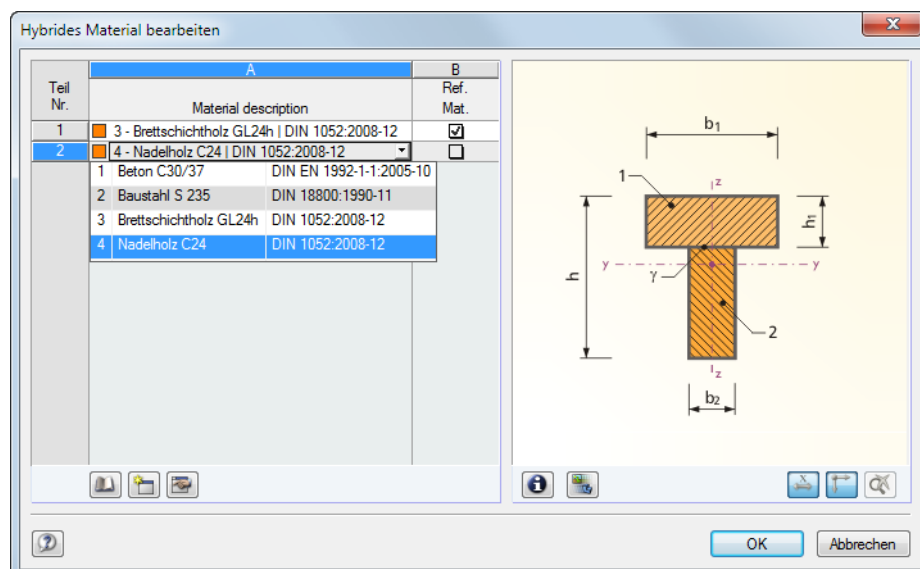 Hybrides Material bearbeiten
A B
Teil Nr. Material description Ref. Mat.
1 3 - Brettschichtholz GL24h | DIN 1052:2008-12
2 4 - Nadelholz C24 | DIN 1052:2008-12
1 Beton C30/37 DIN EN 1992-1-1:2005-10
2 Baustahl S 235 DIN 18800:1990-11
3 Brettschichtholz GL24h DIN 1052:2008-12
4 Nadelholz C24 DIN 1052:2008-12
b₁
1
z
h₁
h
y γ y
2
z
b₂
X
OK Abbrechen